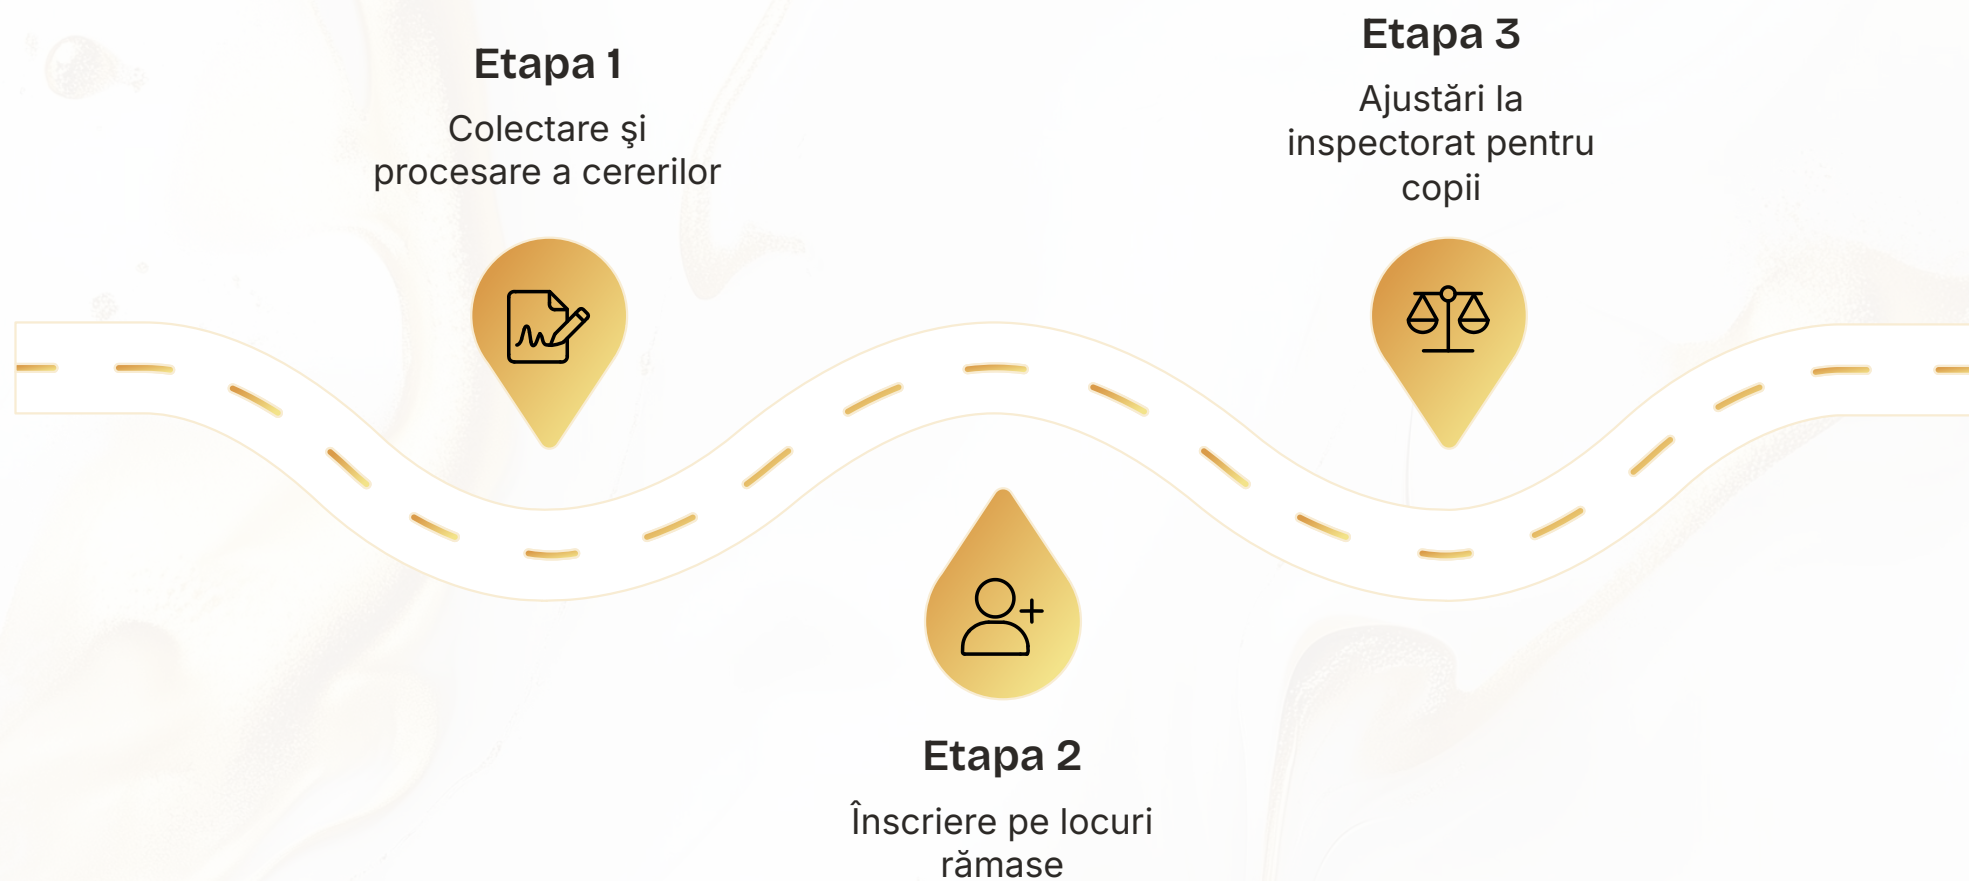 Etapa 1
Colectare şi
procesare a cererilor
Etapa 2
Înscriere pe locuri
rămase
Etapa 3
Ajustări la
inspectorat pentru
copii